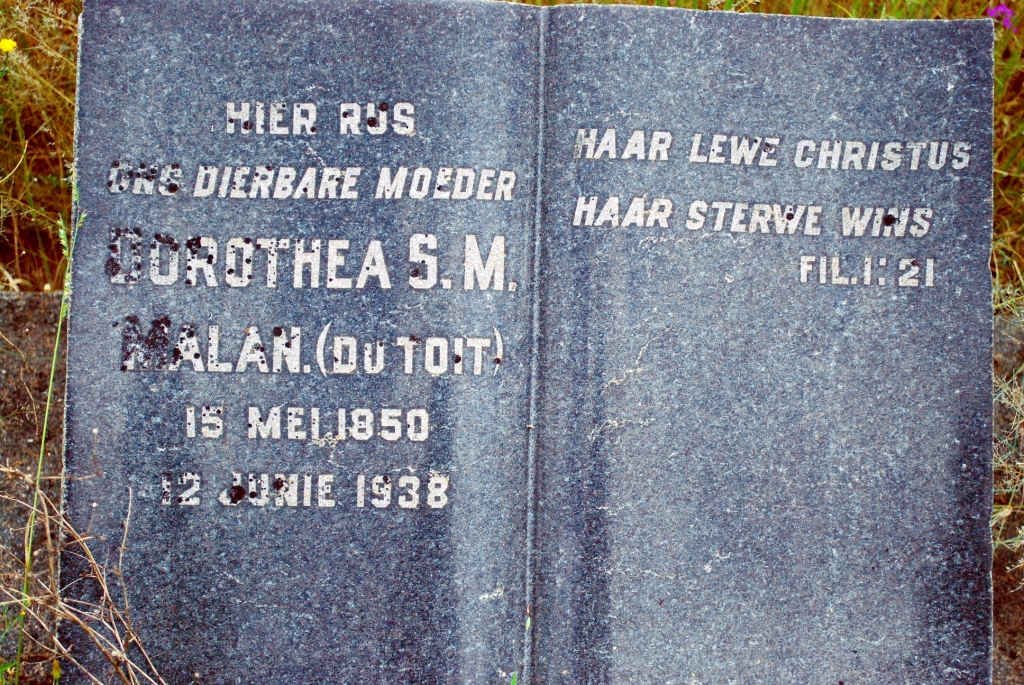 HIER RUS
ONS DIERBARE MOEDER
DOROTHEA S. M.
MALAN. (DU TOIT)
15 MEI 1850
12 JUNIE 1938
HAAR LEWE CHRISTUS
HAAR STERWE WINS
FIL. 1: 21